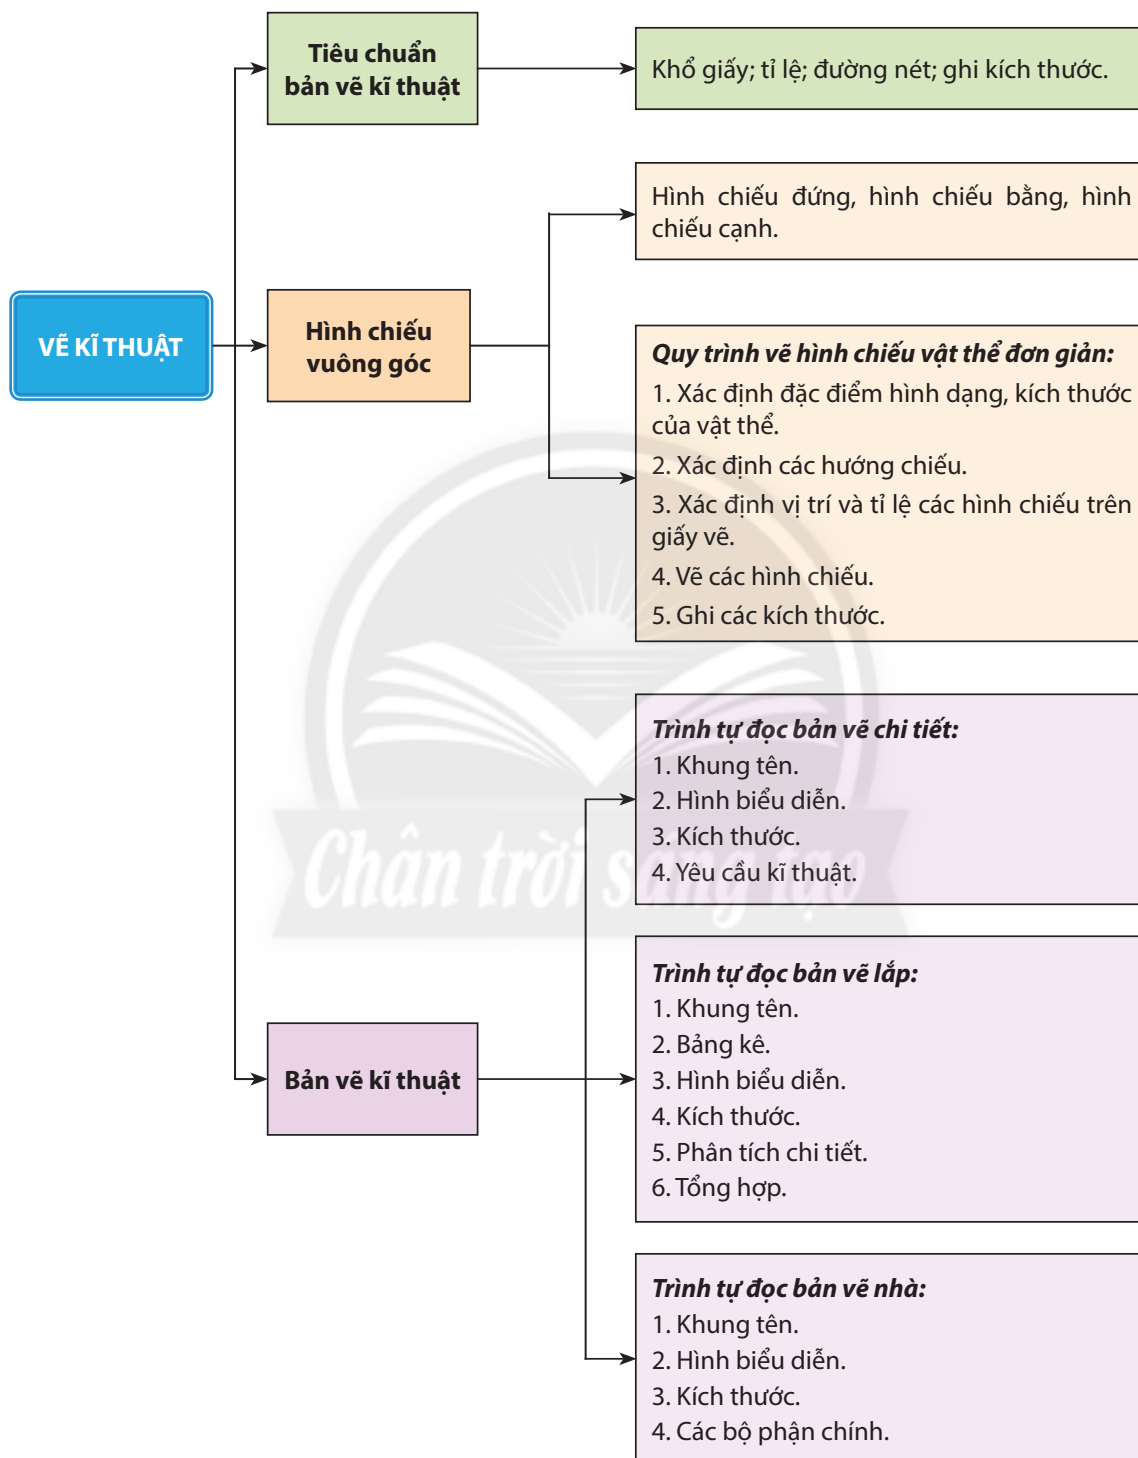 VẼ KĨ THUẬT
Tiêu chuẩn
bản vẽ kĩ thuật
Khổ giấy; tỉ lệ; đường nét; ghi kích thước.
Hình chiếu
vuông góc
Hình chiếu đứng, hình chiếu bằng, hình
chiếu cạnh.
Quy trình vẽ hình chiếu vật thể đơn giản:
1. Xác định đặc điểm hình dạng, kích thước
của vật thể.
2. Xác định các hướng chiếu.
3. Xác định vị trí và tỉ lệ các hình chiếu trên
giấy vẽ.
4. Vẽ các hình chiếu.
5. Ghi các kích thước.
Bản vẽ kĩ thuật
Trình tự đọc bản vẽ chi tiết:
1. Khung tên.
2. Hình biểu diễn.
3. Kích thước.
4. Yêu cầu kĩ thuật.
Trình tự đọc bản vẽ lắp:
1. Khung tên.
2. Bảng kê.
3. Hình biểu diễn.
4. Kích thước.
5. Phân tích chi tiết.
6. Tổng hợp.
Trình tự đọc bản vẽ nhà:
1. Khung tên.
2. Hình biểu diễn.
3. Kích thước.
4. Các bộ phận chính.
Chân trời sáng tạo